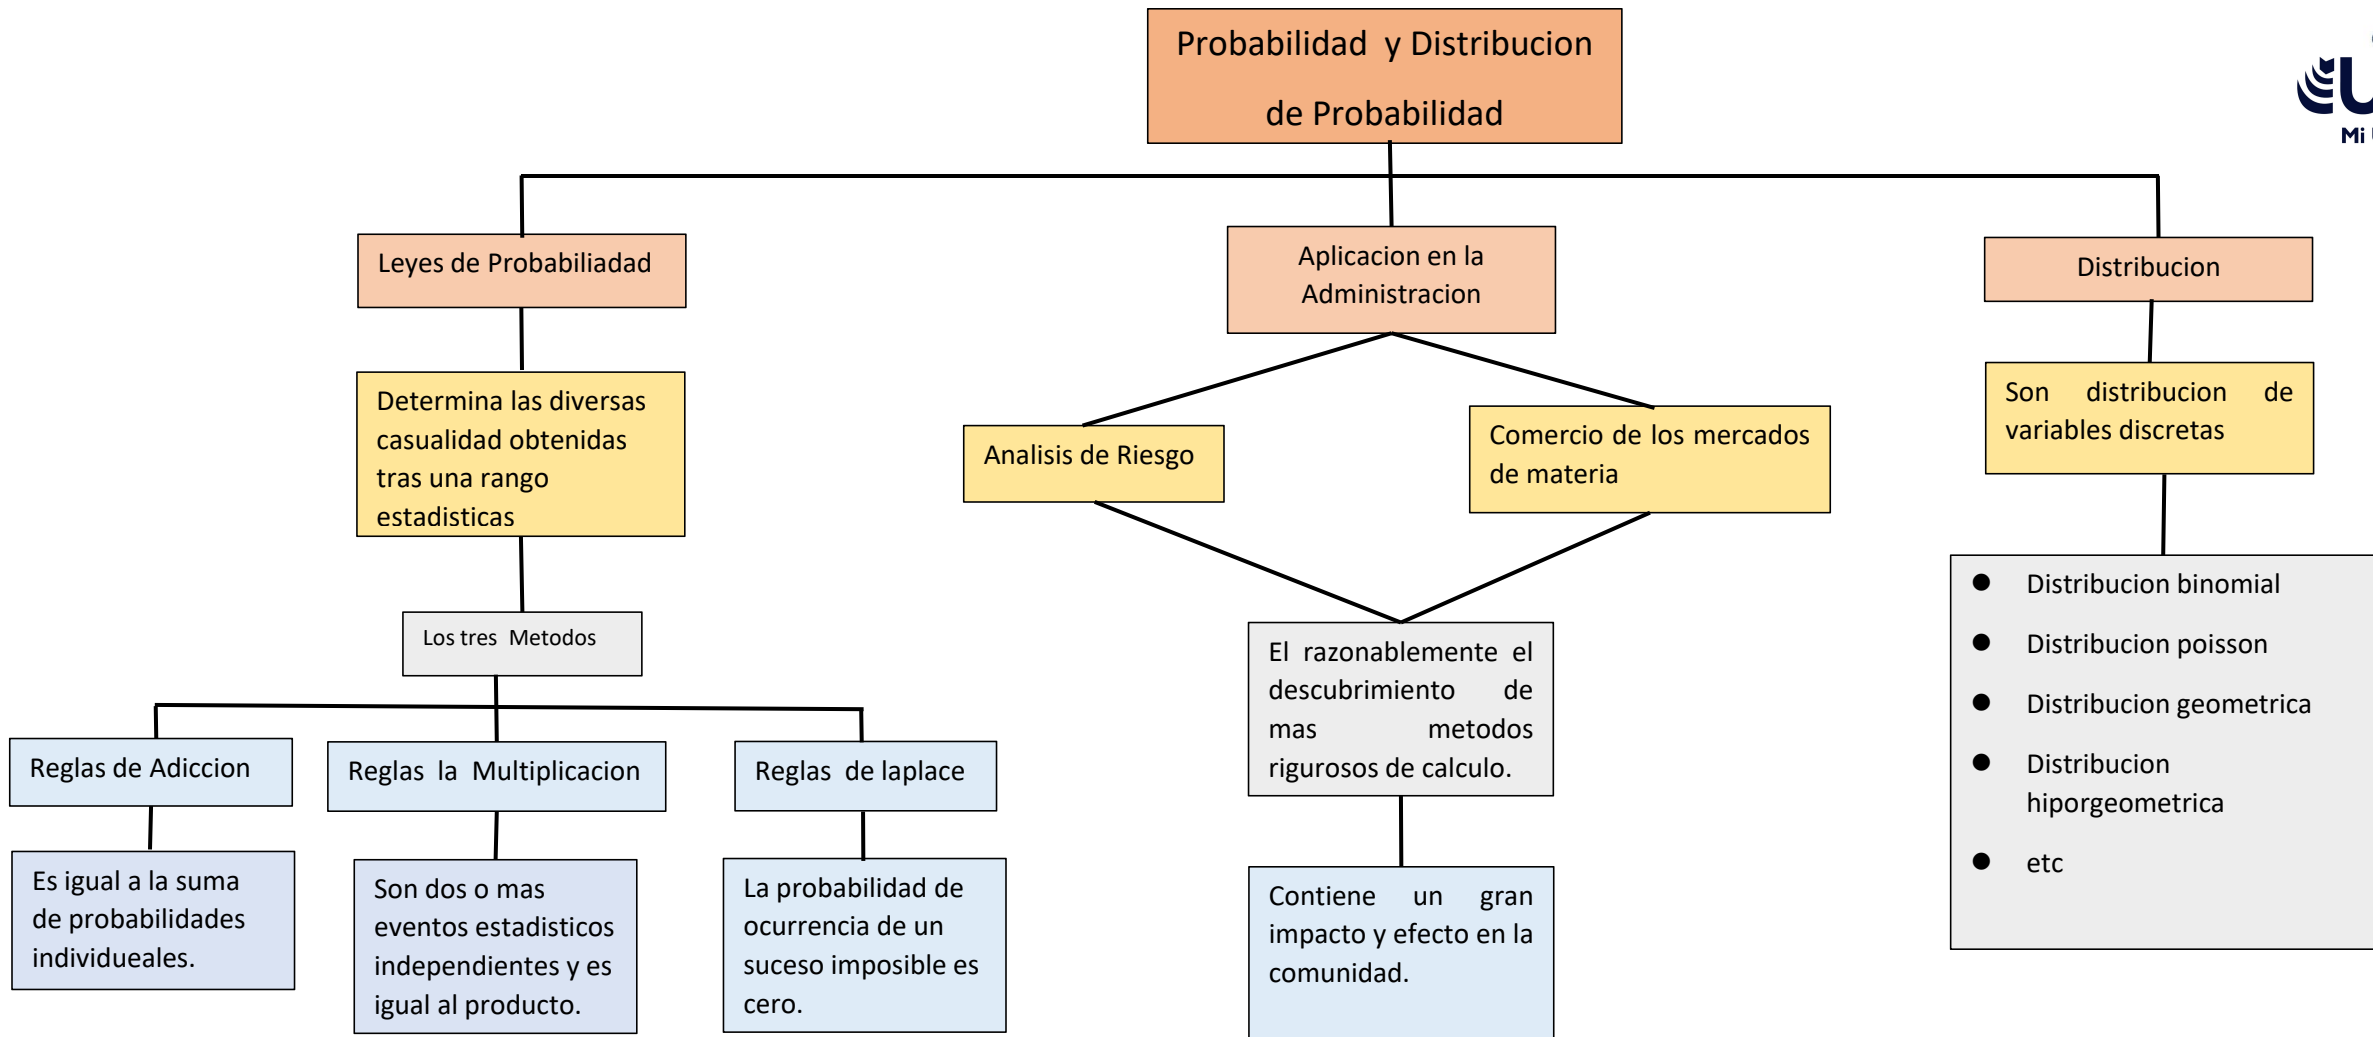 Probabilidad y Distribucion
de Probabilidad
Mi
Leyes de Probabiliadad
Aplicacion en la
Administracion
Distribucion
Determina las diversas
casualidad obtenidas
tras una rango
estadisticas
Analisis de Riesgo
Comercio de los mercados
de materia
Son distribucion de
variables discretas
Los tres Metodos
El razonablemente el
descubrimiento de
mas metodos
rigurosos de calculo.
Distribucion binomial
Distribucion poisson
Distribucion geometrica
Distribucion
hiporgeometrica
etc
Reglas de Adiccion
Reglas la Multiplicacion
Reglas de laplace
Es igual a la suma
de probabilidades
individueales.
Son dos o mas
eventos estadisticos
independientes y es
igual al producto.
La probabilidad de
ocurrencia de un
suceso imposible es
cero.
Contiene un gran
impacto y efecto en la
comunidad.